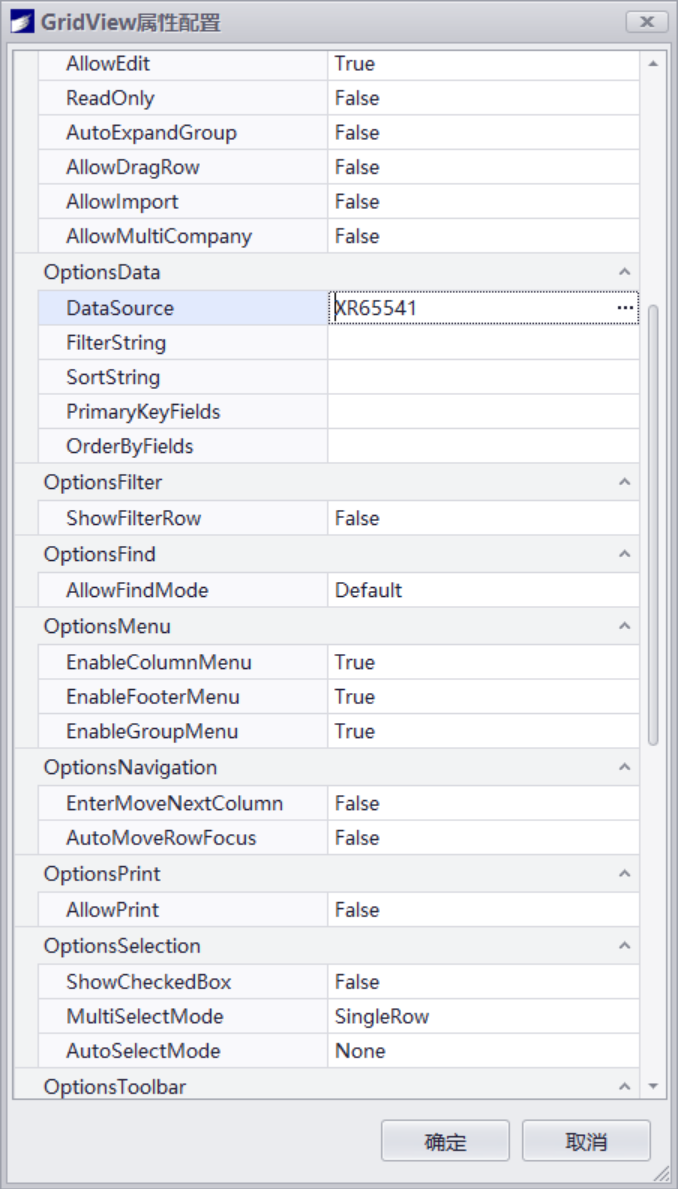 GridView属性配置
AllowEdit True
ReadOnly False
AutoExpandGroup False
AllowDragRow False
AllowImport False
AllowMultiCompany False
OptionsData
DataSource XR65541 ···
FilterString
SortString
PrimaryKeyFields
OrderByFields
OptionsFilter
ShowFilterRow False
OptionsFind
AllowFindMode Default
OptionsMenu
EnableColumnMenu True
EnableFooterMenu True
EnableGroupMenu True
OptionsNavigation
EnterMoveNextColumn False
AutoMoveRowFocus False
OptionsPrint
AllowPrint False
OptionsSelection
ShowCheckedBox False
MultiSelectMode SingleRow
AutoSelectMode None
OptionsToolbar
确定 取消